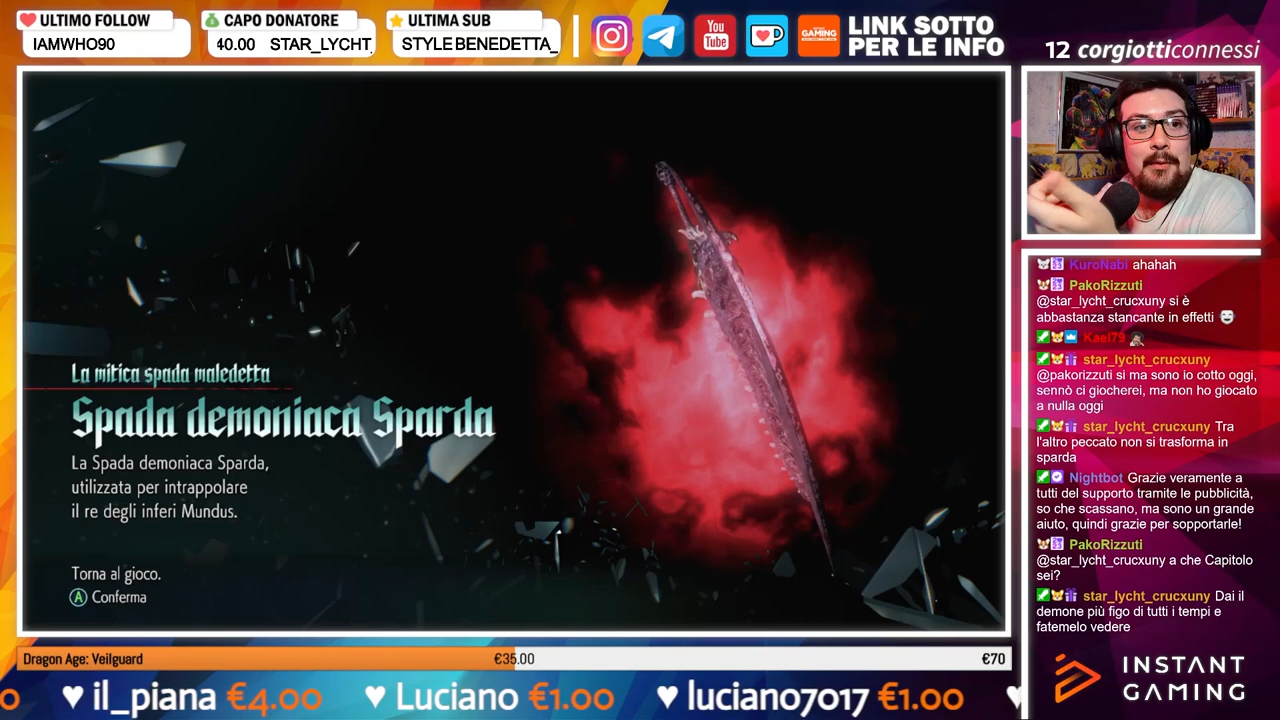 ULTIMO FOLLOW
IAMWHO90
CAPO DONATORE
40.00 STAR_LYCHT
ULTIMA SUB
STYLEBENEDETTA_
You
Tube
GAMING
LINK SOTTO
PER LE INFO
12 corgiotticonnessi
La mitica spada maledetta
Spada demoniaca Sparda
La Spada demoniaca Sparda,
utilizzata per intrappolare
il re degli inferi Mundus.
Torna al gioco.
A Conferma
KuroNabi ahahah
PakoRizzuti
@star_lycht_crucxuny si è
abbastanza stancante in effetti
Kael79
star_lycht_crucxuny
@pakorizzuti si ma sono io cotto oggi,
sennò ci giocherei, ma non ho giocato
a nulla oggi
star_lycht_crucxuny Tra
l'altro peccato non si trasforma in
sparda
Nightbot Grazie veramente a
tutti del supporto tramite le pubblicità,
so che scassano, ma sono un grande
aiuto, quindi grazie per sopportarle!
PakoRizzuti
@star_lycht_crucxuny a che Capitolo
sei?
star_lycht_crucxuny Dai il
demone più figo di tutti i tempi e
fatemelo vedere
Dragon Age: Veilguard €35.00 €70
o ♥ il_piana €4.00 ♥ Luciano €1.00 ♥ luciano7017 €1.00 ♥
INSTANT
GAMING